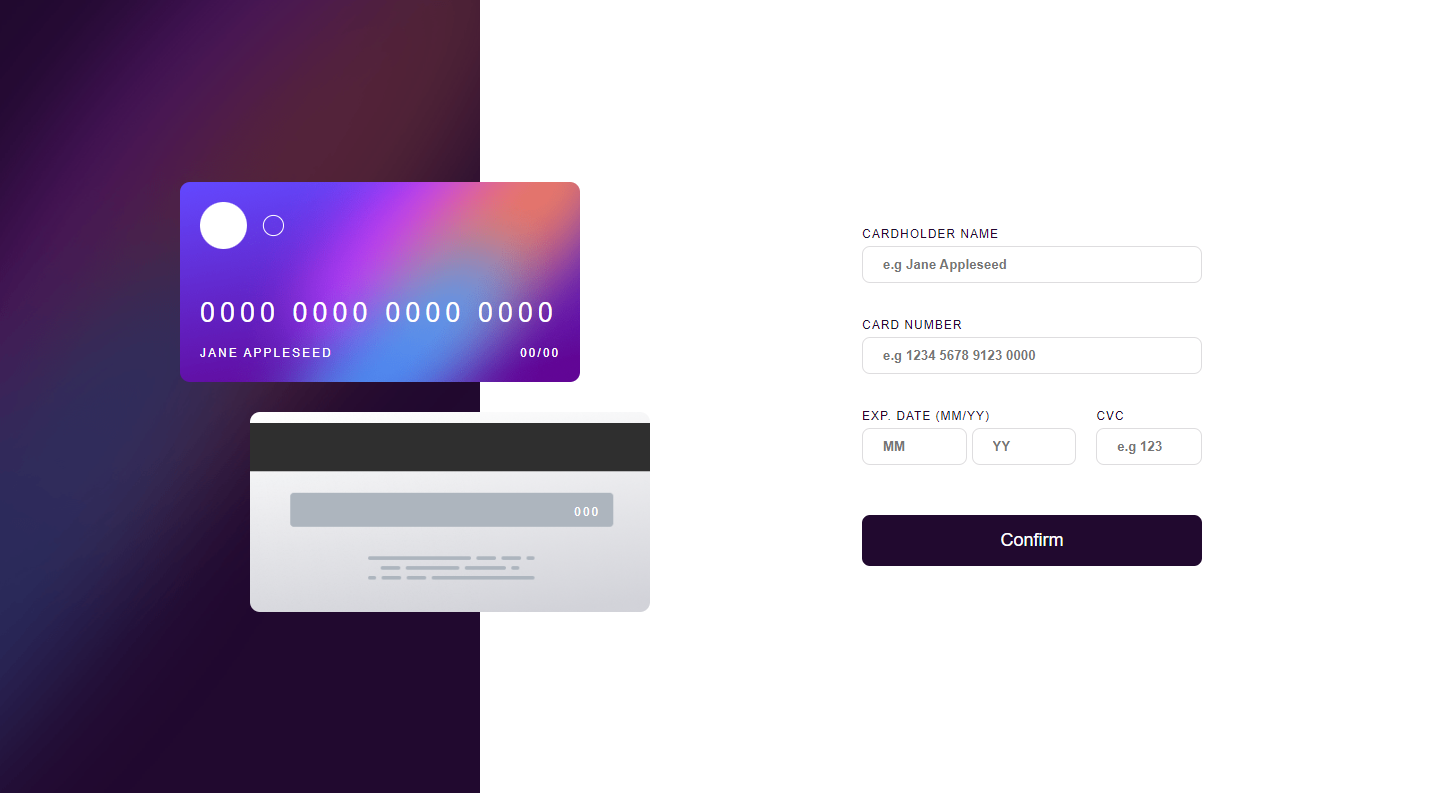 0000 0000 0000 0000
JANE APPLESEED 00/00
000
CARDHOLDER NAME
e.g Jane Appleseed
CARD NUMBER
e.g 1234 5678 9123 0000
EXP. DATE (MM/YY) CVC
MM YY e.g 123
Confirm